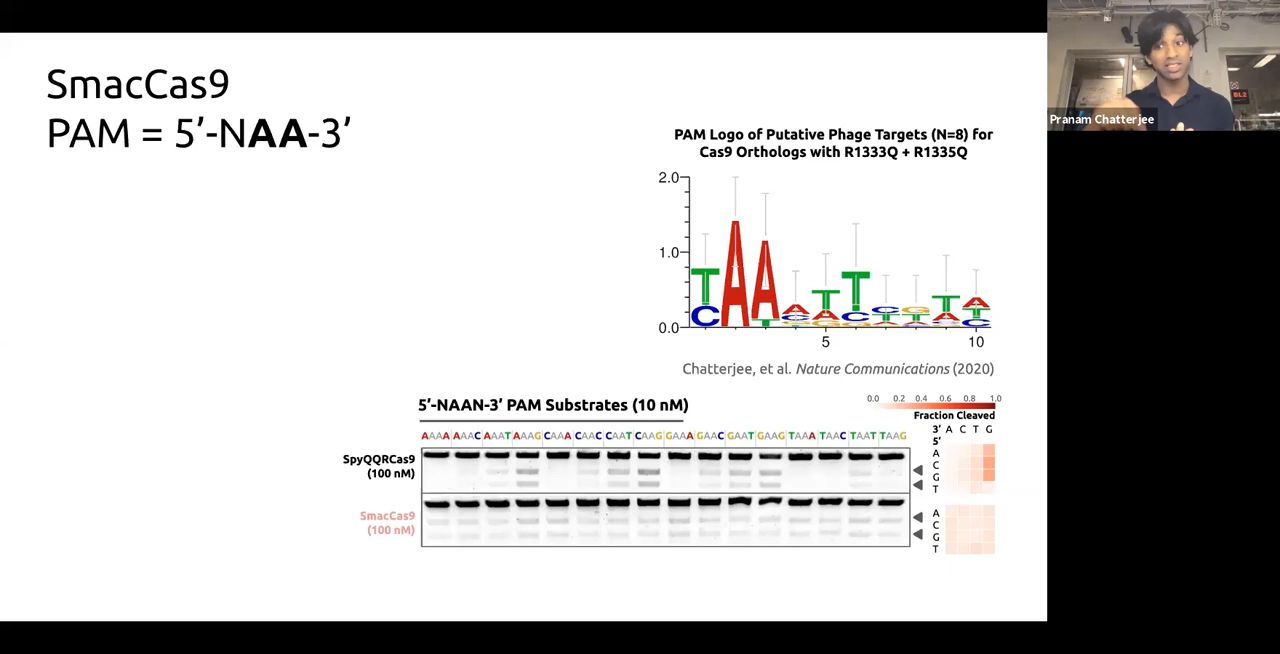 SmacCas9
PAM = 5’-NAA-3’
Pranam Chatterjee
PAM Logo of Putative Phage Targets (N=8) for
Cas9 Orthologs with R1333Q + R1335Q
2.0
1.0
0.0
5
10
Chatterjee, et al. Nature Communications (2020)
5’-NAAN-3’ PAM Substrates (10 nM)
AAAA AAAC AAAT AAAG CAAA CAAC CAAT CAAG GAAA GAAC GAAT GAAG TAAA TAAC TAAT TAAG
SpyQQRCas9
(100 nM)
SmacCas9
(100 nM)
0.0 0.2 0.4 0.6 0.8 1.0
Fraction Cleaved
3’ A C T G
5’
A
C
G
T
A
C
G
T
BL2